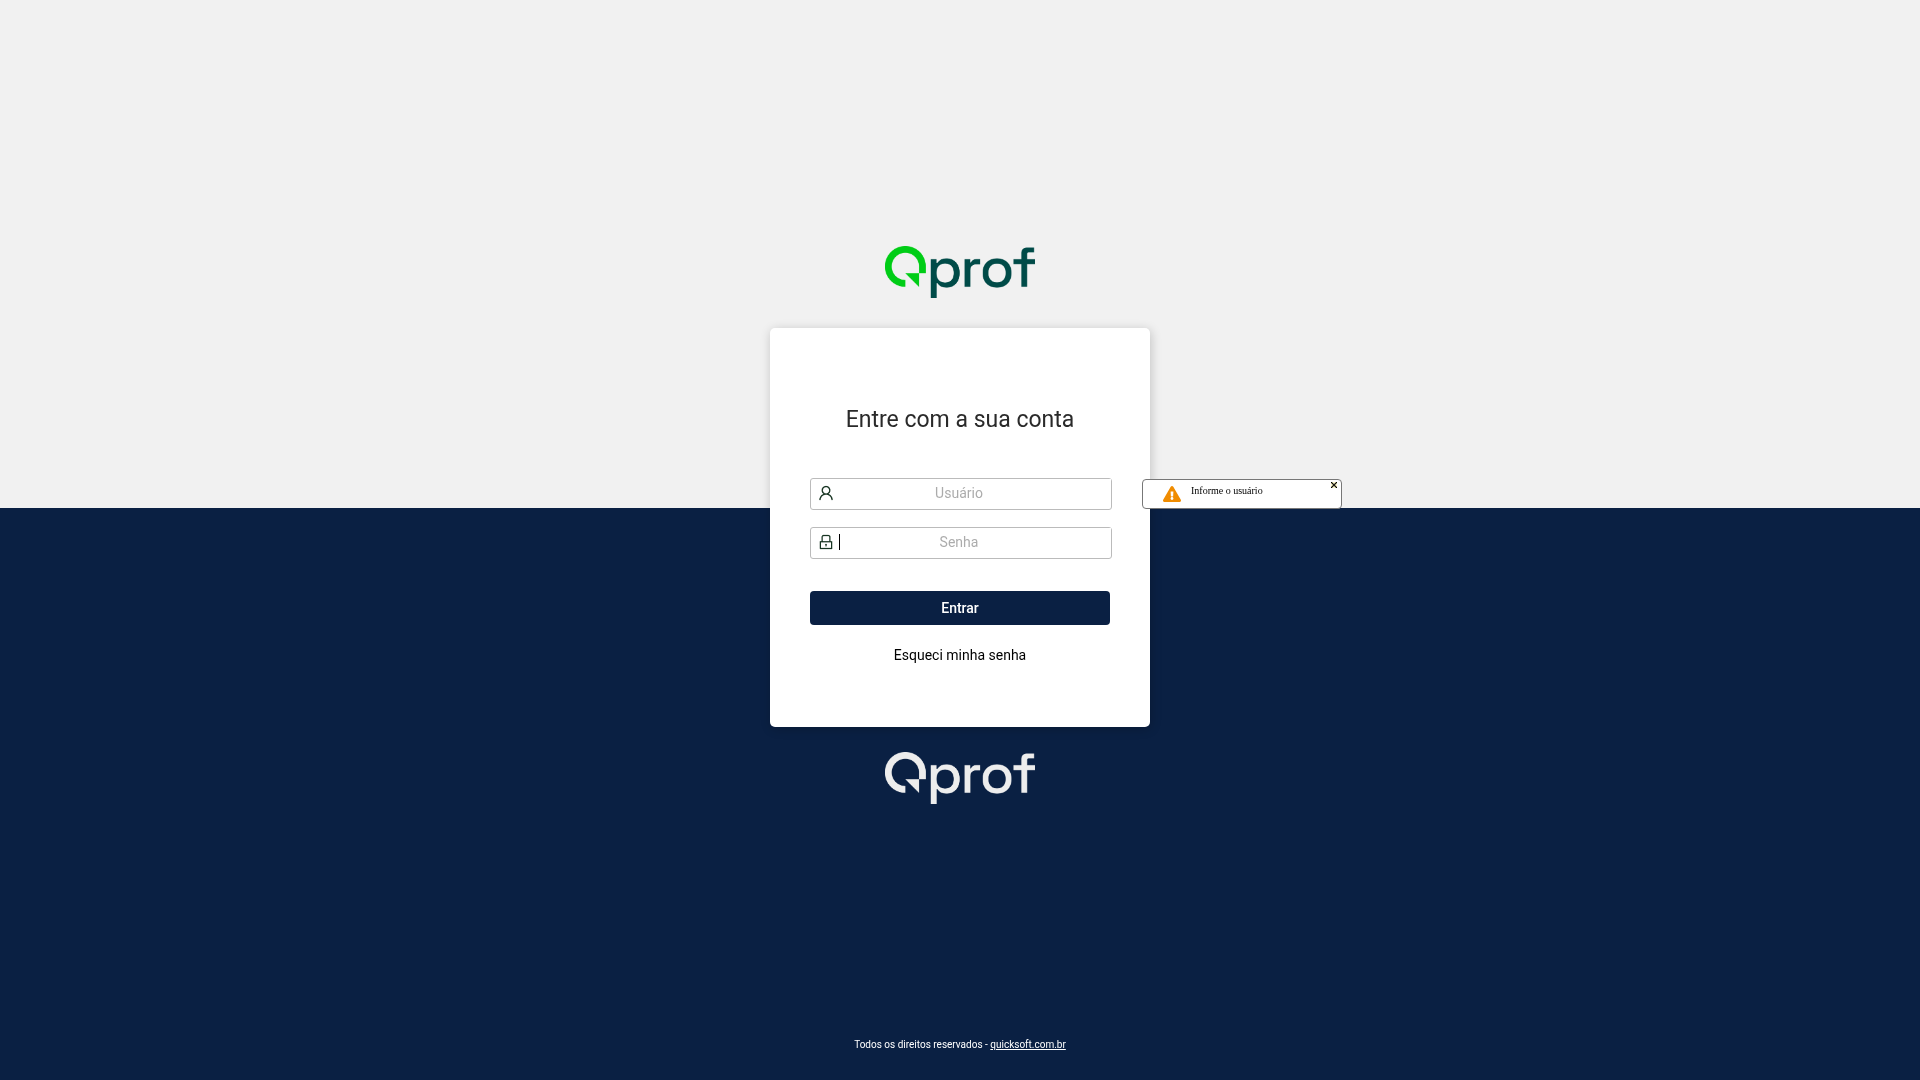 Qprof
Entre com a sua conta
Usuário
Informe o usuário
Senha
Entrar
Esqueci minha senha
Qprof
Todos os direitos reservados - quicksoft.com.br